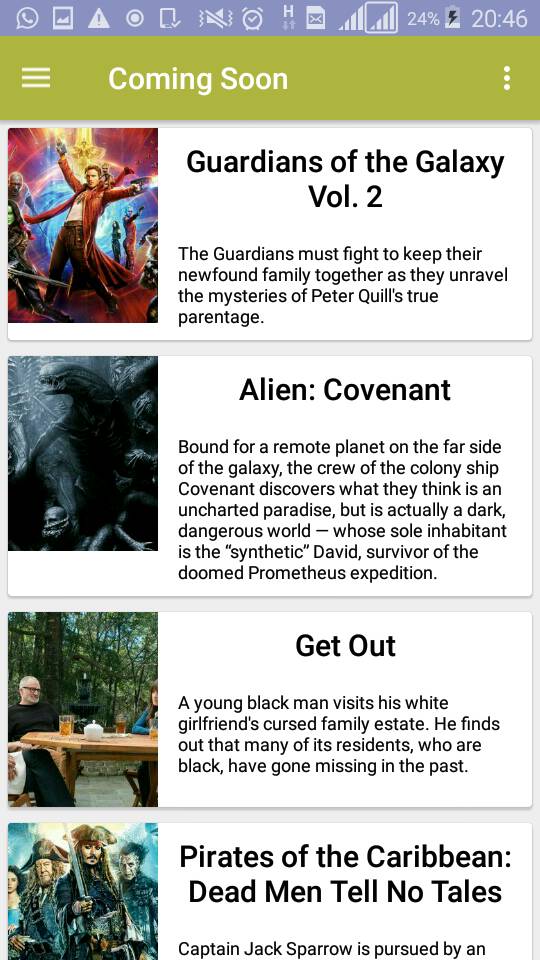 H 24% 20:46
Coming Soon
Guardians of the Galaxy
Vol. 2
The Guardians must fight to keep their
newfound family together as they unravel
the mysteries of Peter Quill's true
parentage.
Alien: Covenant
Bound for a remote planet on the far side
of the galaxy, the crew of the colony ship
Covenant discovers what they think is an
uncharted paradise, but is actually a dark,
dangerous world — whose sole inhabitant
is the “synthetic” David, survivor of the
doomed Prometheus expedition.
Get Out
A young black man visits his white
girlfriend's cursed family estate. He finds
out that many of its residents, who are
black, have gone missing in the past.
Pirates of the Caribbean:
Dead Men Tell No Tales
Captain Jack Sparrow is pursued by an